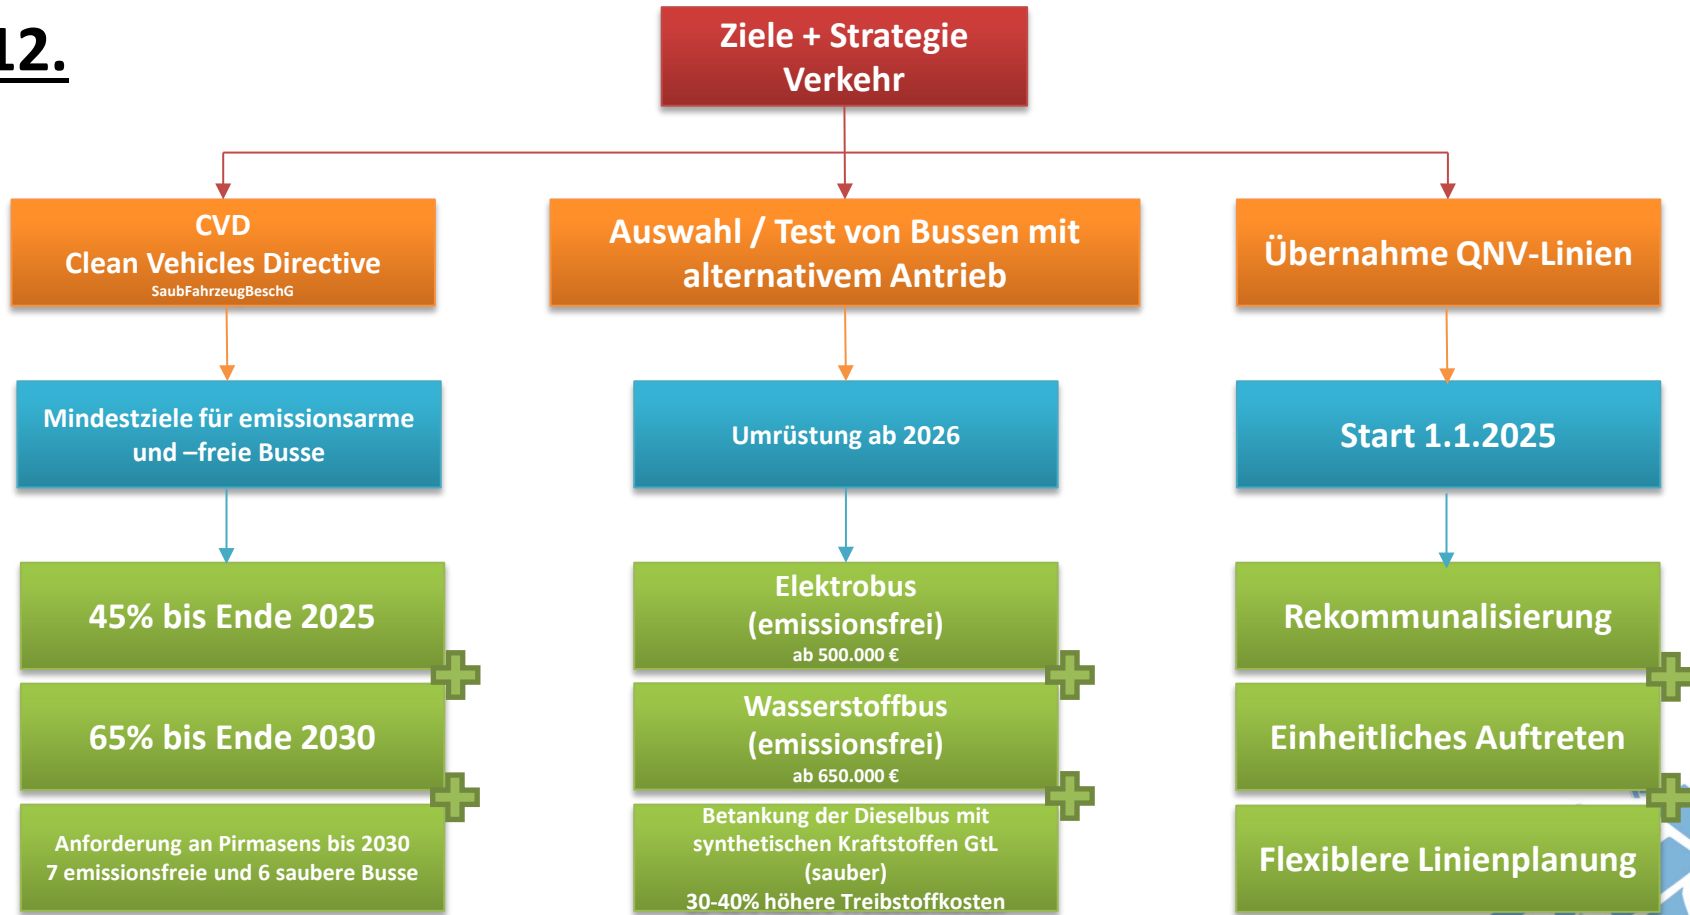 12.
Ziele + Strategie
Verkehr
CVD
Clean Vehicles Directive
SaubFahrzeugBeschG
Auswahl / Test von Bussen mit
alternativem Antrieb
Übernahme QNV-Linien
Mindestziele für emissionsarme
und –freie Busse
Umrüstung ab 2026
Start 1.1.2025
45% bis Ende 2025
65% bis Ende 2030
Anforderung an Pirmasens bis 2030
7 emissionsfreie und 6 saubere Busse
Elektrobus
(emissionsfrei)
ab 500.000 €
Wasserstoffbus
(emissionsfrei)
ab 650.000 €
Betankung der Dieselbus mit
synthetischen Kraftstoffen GtL
(sauber)
30-40% höhere Treibstoffkosten
Rekommunalisierung
Einheitliches Auftreten
Flexiblere Linienplanung